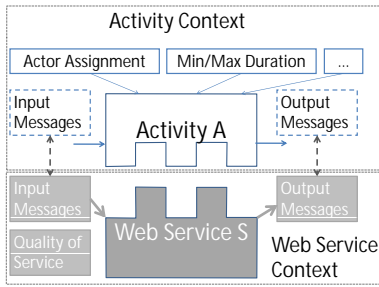 Activity Context
Actor Assignment
Min/Max Duration
...
Input
Messages
Activity A
Output
Messages
Input
Messages
Web Service S
Output
Messages
Quality of
Service
Web Service
Context